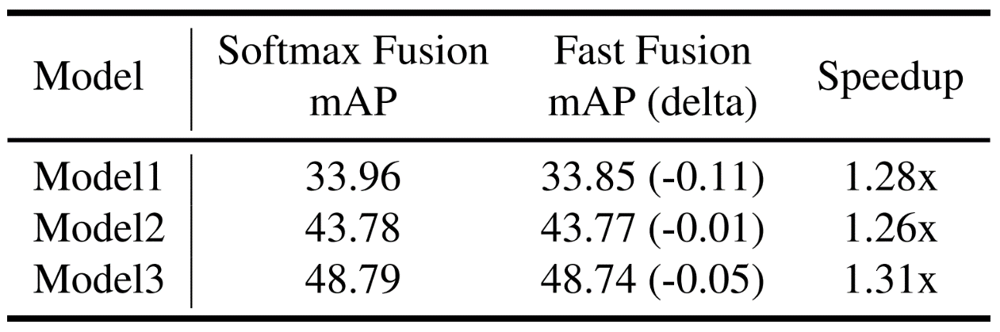 Model Softmax Fusion mAP Fast Fusion mAP (delta) Speedup
Model1 33.96 33.85 (-0.11) 1.28x
Model2 43.78 43.77 (-0.01) 1.26x
Model3 48.79 48.74 (-0.05) 1.31x